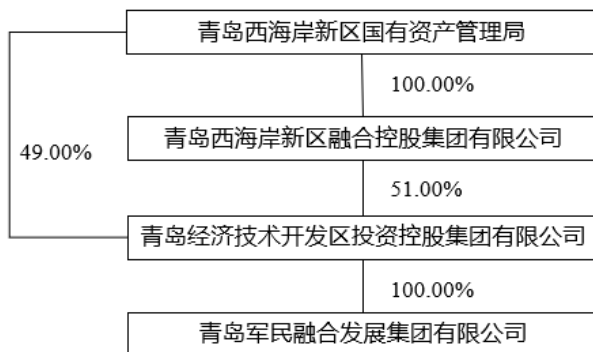 青岛西海岸新区国有资产管理局
100.00%
青岛西海岸新区融合控股集团有限公司
49.00%
51.00%
青岛经济技术开发区投资控股集团有限公司
100.00%
青岛军民融合发展集团有限公司